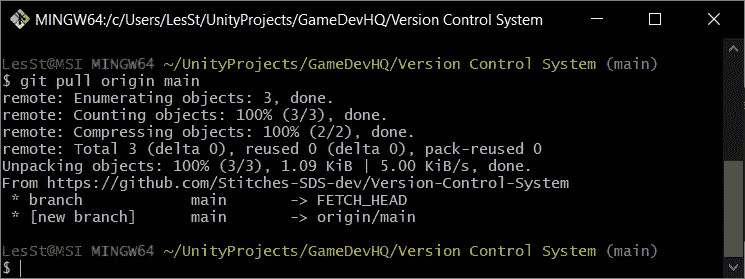 MINGW64:/c/Users/LesSt/UnityProjects/GameDevHQ/Version Control System
LesSt@MSI MINGW64 ~/UnityProjects/GameDevHQ/Version Control System (main)
$ git pull origin main
remote: Enumerating objects: 3, done.
remote: Counting objects: 100% (3/3), done.
remote: Compressing objects: 100% (2/2), done.
remote: Total 3 (delta 0), reused 0 (delta 0), pack-reused 0
Unpacking objects: 100% (3/3), 1.09 KiB | 5.00 KiB/s, done.
From https://github.com/Stitches-SDS-dev/Version-Control-System
 * branch            main       -> FETCH_HEAD
 * [new branch]      main       -> origin/main
LesSt@MSI MINGW64 ~/UnityProjects/GameDevHQ/Version Control System (main)
$